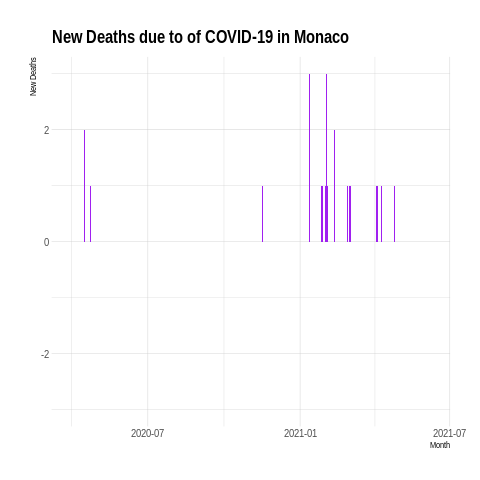 New Deaths due to of COVID-19 in Monaco
New Deaths
2
0
-2
2020-07
2021-01
2021-07
Month